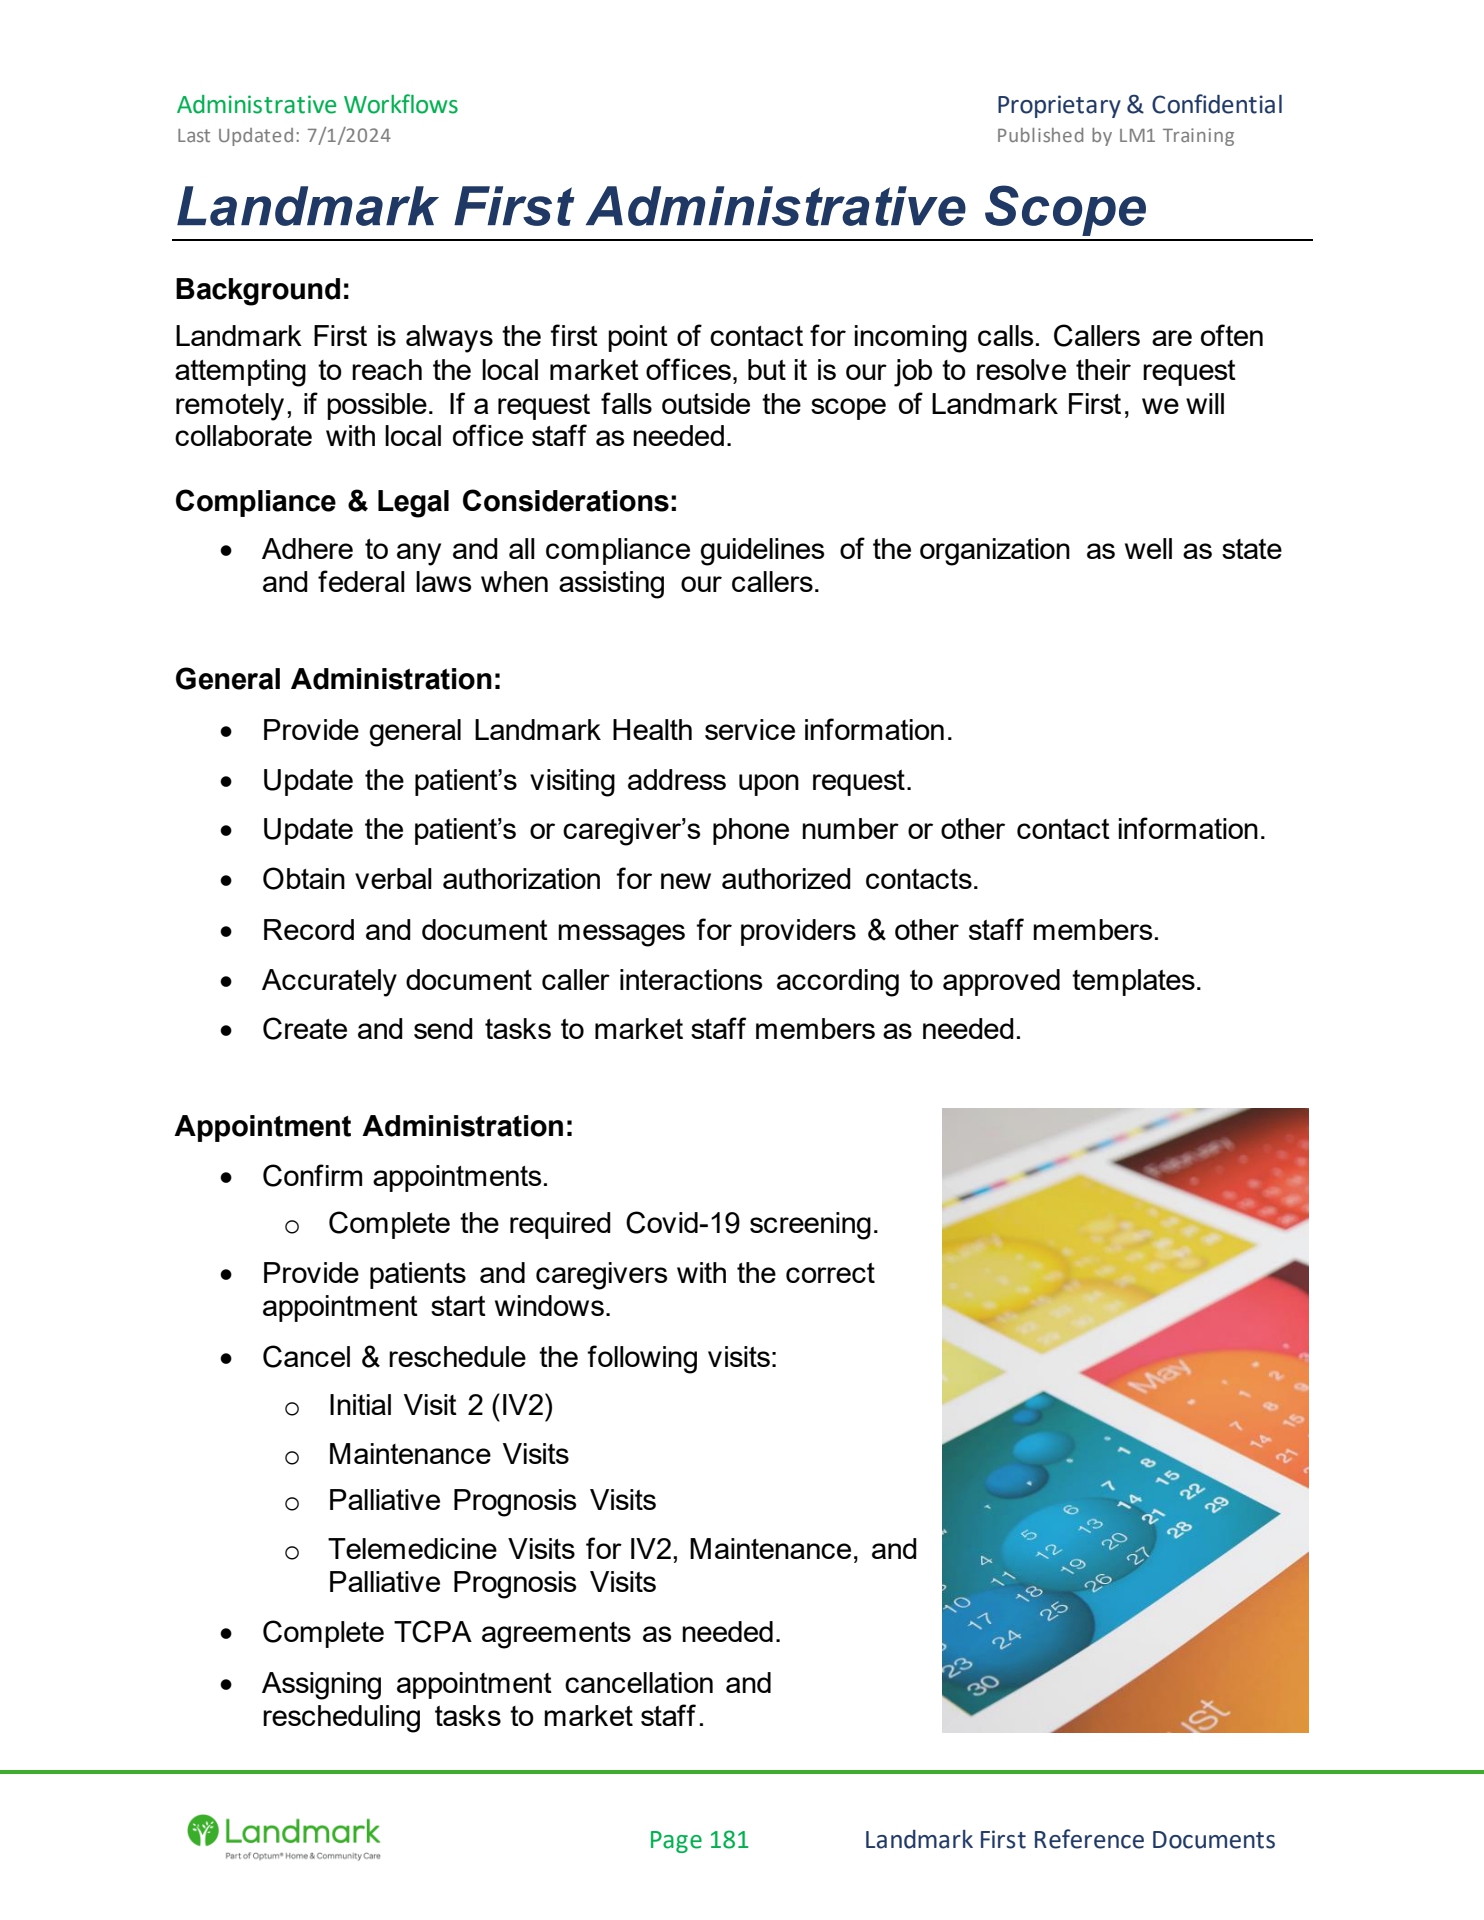 Administrative Workflows
Proprietary & Confidential
Last Updated: 7/1/2024
Published by LM1 Training
Landmark First Administrative Scope
Background:
Landmark First is always the first point of contact for incoming calls. Callers are often
attempting to reach the local market offices, but it is our job to resolve their request
remotely, if possible. If a request falls outside the scope of Landmark First, we will
collaborate with local office staff as needed.
Compliance & Legal Considerations:
• Adhere to any and all compliance guidelines of the organization as well as state
and federal laws when assisting our callers.
General Administration:
• Provide general Landmark Health service information.
• Update the patient’s visiting address upon request.
• Update the patient’s or caregiver’s phone number or other contact information.
• Obtain verbal authorization for new authorized contacts.
• Record and document messages for providers & other staff members.
• Accurately document caller interactions according to approved templates.
• Create and send tasks to market staff members as needed.
Appointment Administration:
• Confirm appointments.
o Complete the required Covid-19 screening.
• Provide patients and caregivers with the correct
appointment start windows.
• Cancel & reschedule the following visits:
o Initial Visit 2 (IV2)
o Maintenance Visits
o Palliative Prognosis Visits
o Telemedicine Visits for IV2, Maintenance, and
Palliative Prognosis Visits
• Complete TCPA agreements as needed.
• Assigning appointment cancellation and
rescheduling tasks to market staff.
February
May
1 8 15 22 29
7 14 21 28
6 13 20 27
5 12 19 26
4 11 18 25
10 17 24
23 30
Landmark
Part of Optum® Home & Community Care
Page 181
Landmark First Reference Documents